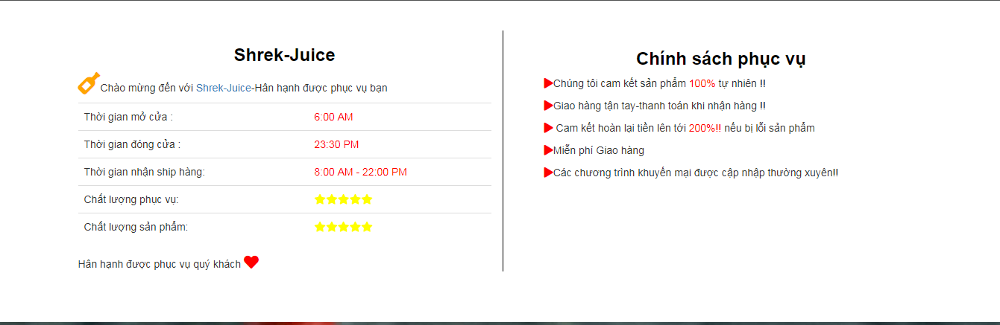 Shrek-Juice
Chào mừng đến với Shrek-Juice-Hân hạnh được phục vụ bạn
Thời gian mở cửa : 6:00 AM
Thời gian đóng cửa : 23:30 PM
Thời gian nhận ship hàng: 8:00 AM - 22:00 PM
Chất lượng phục vụ:
Chất lượng sản phẩm:
Hân hạnh được phục vụ quý khách
Chính sách phục vụ
Chúng tôi cam kết sản phẩm 100% tự nhiên !!
Giao hàng tận tay-thanh toán khi nhận hàng !!
Cam kết hoàn lại tiền lên tới 200%!! nếu bị lỗi sản phẩm
Miễn phí Giao hàng
Các chương trình khuyến mại được cập nhập thường xuyên!!